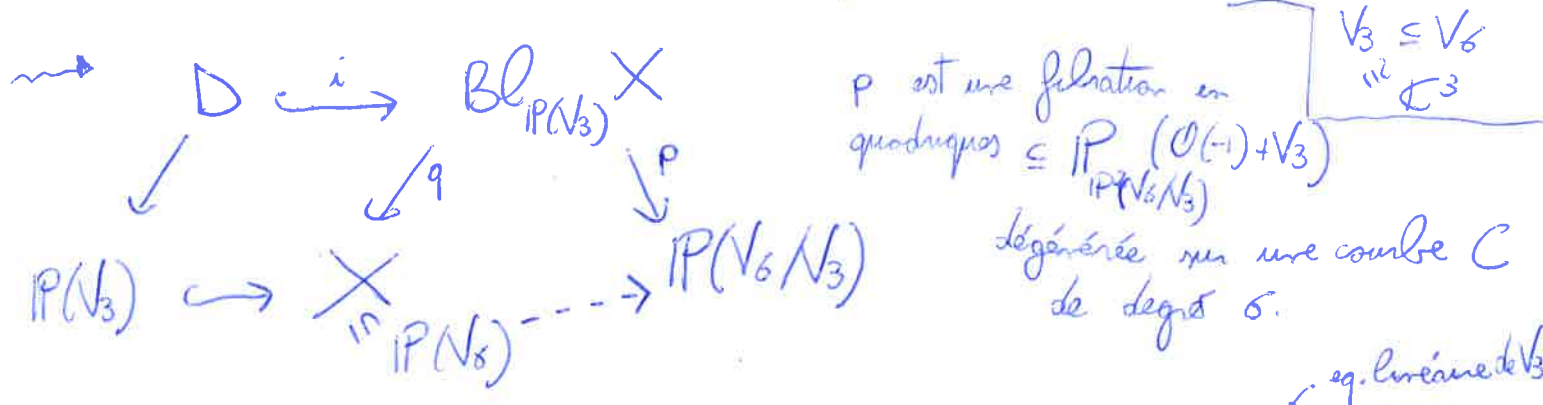 V₃ ⊆ V₆
≅ ℂ³
⇝ D ↪ Bl_{ℙ(V₃)} X
i
p est une fibration en
quadriques ⊆ ℙ_{ℙ(V₆/V₃)} (O(-1)+V₃)
q
p
dégénérée sur une courbe C
de degré 6.
ℙ(V₃) ↪ X ⇢ ℙ(V₆/V₃)
⊆ ℙ(V₆)
eq. linéaire de V₃